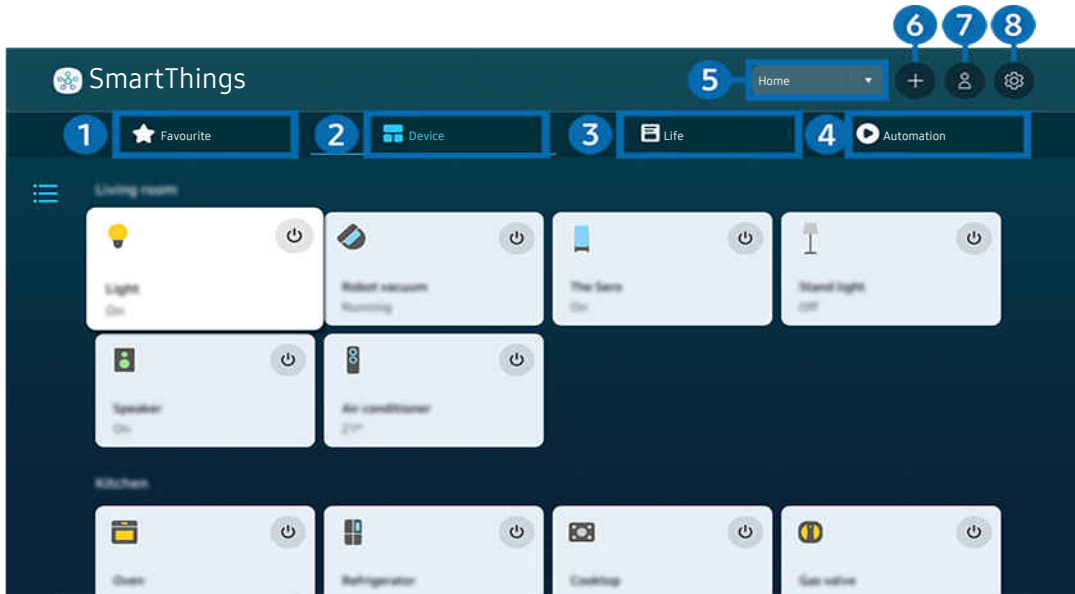 6 7 8
SmartThings 5 Home
1 Favourite 2 Device 3 Life 4 Automation
Living room
Light Robot vacuum The Sero Stand light
On Running On Off
Speaker Air conditioner
On 21°
Kitchen
Oven Refrigerator Cooktop Gas valve